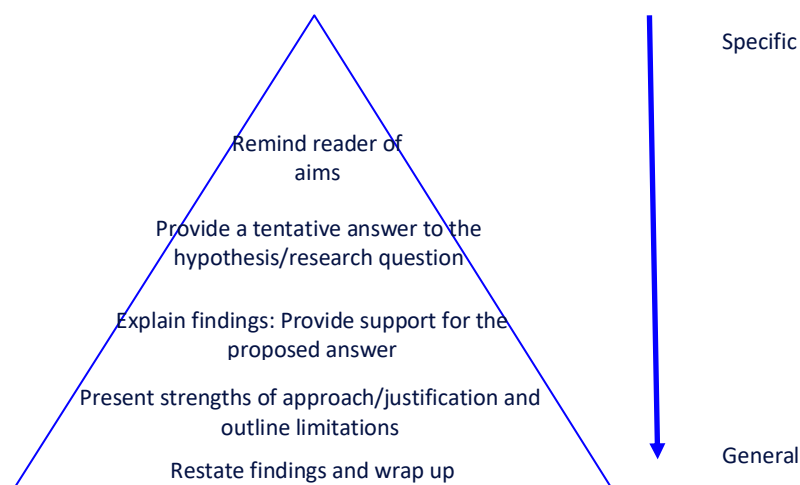 Specific
Remind reader of
aims
Provide a tentative answer to the
hypothesis/research question
Explain findings: Provide support for the
proposed answer
Present strengths of approach/justification and
outline limitations
General
Restate findings and wrap up